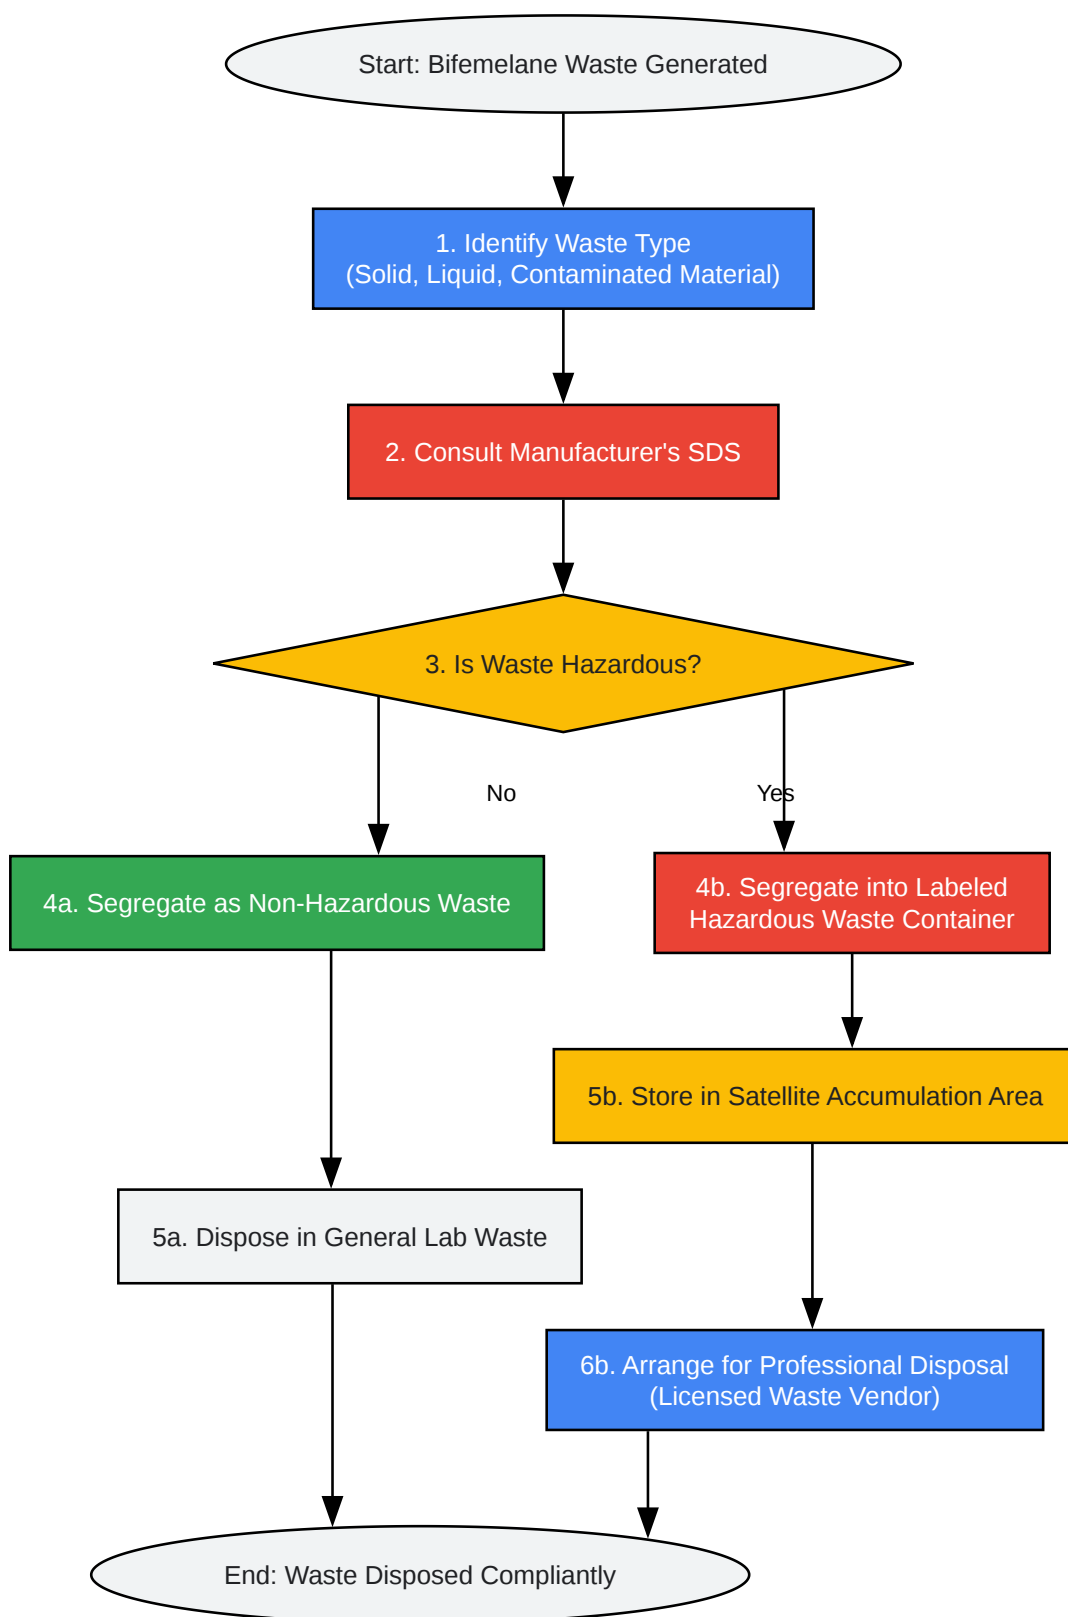 Start: Bifemelane Waste Generated
1. Identify Waste Type
(Solid, Liquid, Contaminated Material)
2. Consult Manufacturer's SDS
3. Is Waste Hazardous?
No
Yes
4a. Segregate as Non-Hazardous Waste
4b. Segregate into Labeled
Hazardous Waste Container
5b. Store in Satellite Accumulation Area
5a. Dispose in General Lab Waste
6b. Arrange for Professional Disposal
(Licensed Waste Vendor)
End: Waste Disposed Compliantly